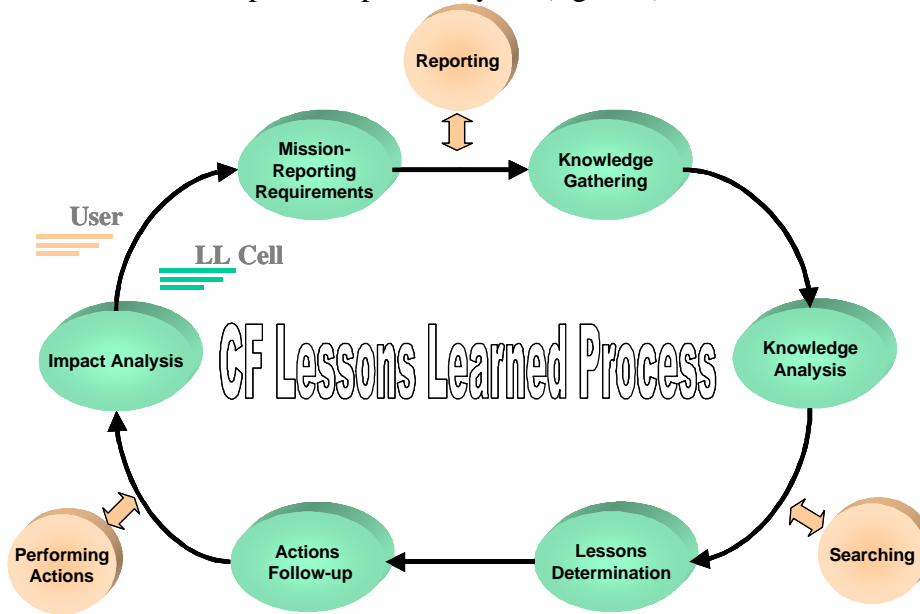 Reporting
Mission-
Reporting
Requirements
Knowledge
Gathering
User
LL Cell
Impact Analysis
CF Lessons Learned Process
Knowledge
Analysis
Performing
Actions
Actions
Follow-up
Lessons
Determination
Searching